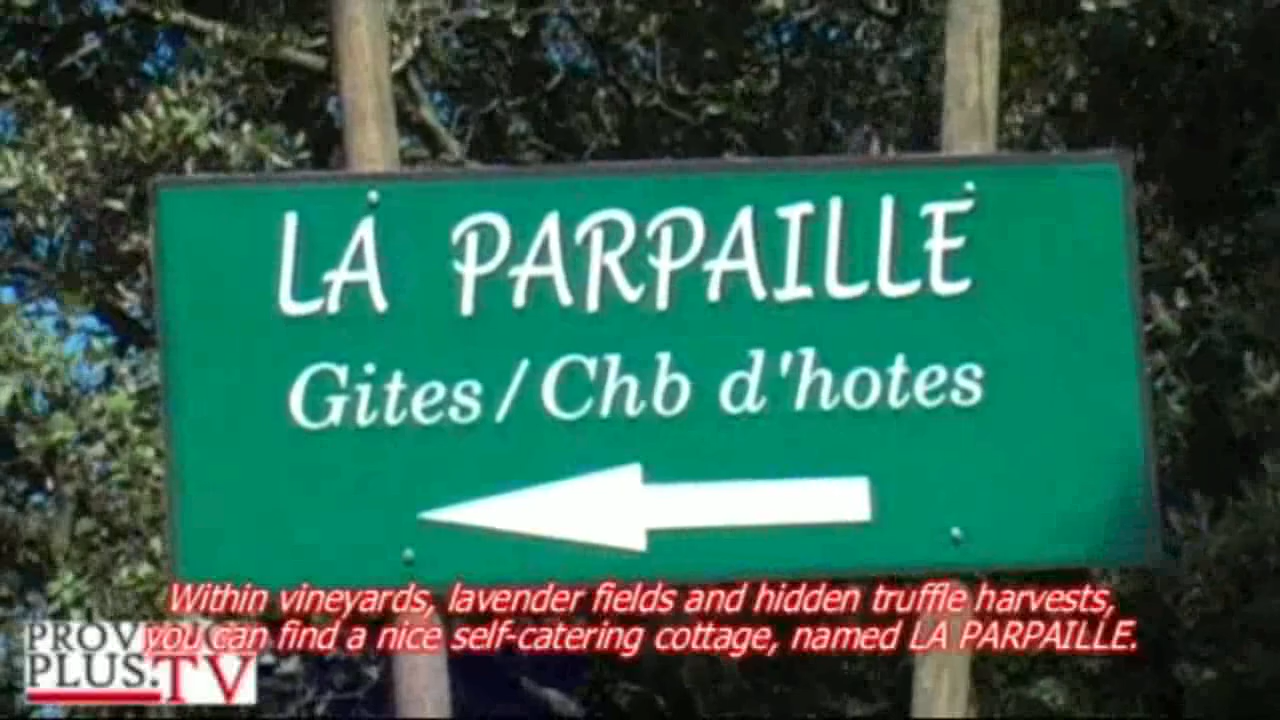 LA PARPAILLE
Gites/Chb d'hotes
Within vineyards, lavender fields and hidden truffle harvests,
you can find a nice self-catering cottage, named LA PARPAILLE.
PLUS.TV